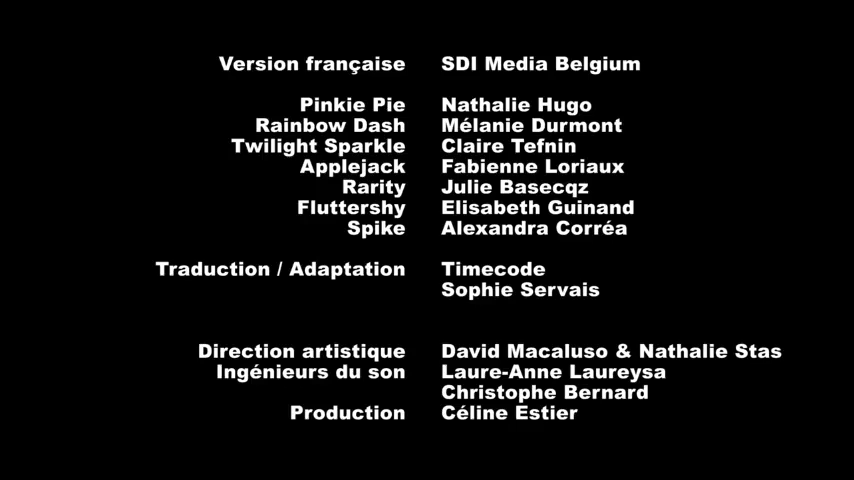 Version française SDI Media Belgium
Pinkie Pie Nathalie Hugo
Rainbow Dash Mélanie Durmont
Twilight Sparkle Claire Tefnin
Applejack Fabienne Loriaux
Rarity Julie Basecqz
Fluttershy Elisabeth Guinand
Spike Alexandra Corréa
Traduction / Adaptation Timecode
Sophie Servais
Direction artistique David Macaluso & Nathalie Stas
Ingénieurs du son Laure-Anne Laureysa
Christophe Bernard
Production Céline Estier